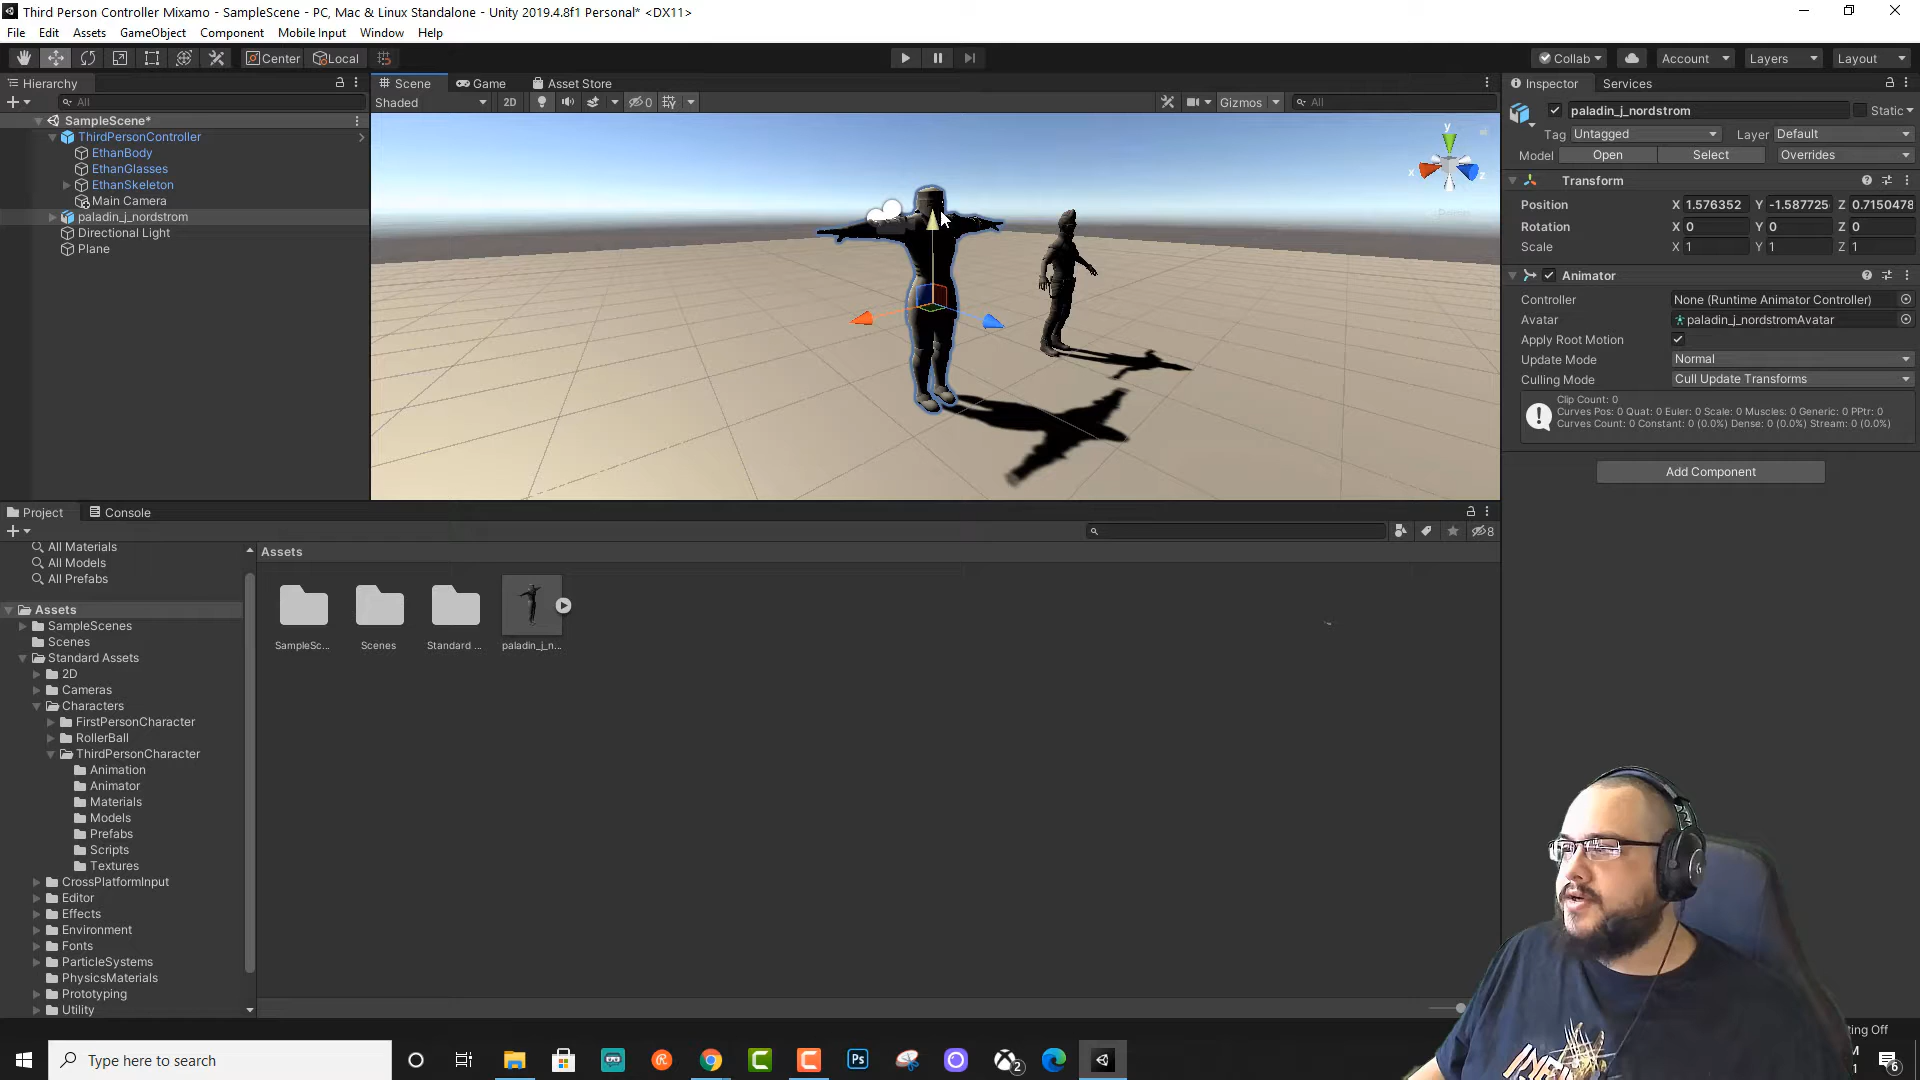 Third Person Controller Mixamo - SampleScene - PC, Mac & Linux Standalone - Unity 2019.4.8f1 Personal* <DX11>
File Edit Assets GameObject Component Mobile Input Window Help
Center Local Collab Account Layers Layout
Hierarchy
All
SampleScene*
ThirdPersonController
EthanBody
EthanGlasses
EthanSkeleton
Main Camera
paladin_j_nordstrom
Directional Light
Plane
Scene Game Asset Store
Shaded 2D 0 Gizmos All
y
x z
Inspector Services
paladin_j_nordstrom Static
Tag Untagged Layer Default
Model Open Select Overrides
Transform
Position X 1.576352 Y -1.587725 Z 0.7150478
Rotation X 0 Y 0 Z 0
Scale X 1 Y 1 Z 1
Animator
Controller None (Runtime Animator Controller)
Avatar paladin_j_nordstromAvatar
Apply Root Motion
Update Mode Normal
Culling Mode Cull Update Transforms
Clip Count: 0
Curves Pos: 0 Quat: 0 Euler: 0 Scale: 0 Muscles: 0 Generic: 0 PPtr: 0
Curves Count: 0 Constant: 0 (0.0%) Dense: 0 (0.0%) Stream: 0 (0.0%)
Add Component
Project Console
8
All Materials
All Models
All Prefabs
Assets
SampleScenes
Scenes
Standard Assets
2D
Cameras
Characters
FirstPersonCharacter
RollerBall
ThirdPersonCharacter
Animation
Animator
Materials
Models
Prefabs
Scripts
Textures
CrossPlatformInput
Editor
Effects
Environment
Fonts
ParticleSystems
PhysicsMaterials
Prototyping
Utility
Assets
SampleSc... Scenes Standard ... paladin_j_n...
ting Off
Type here to search
Ps
2
M
1
6